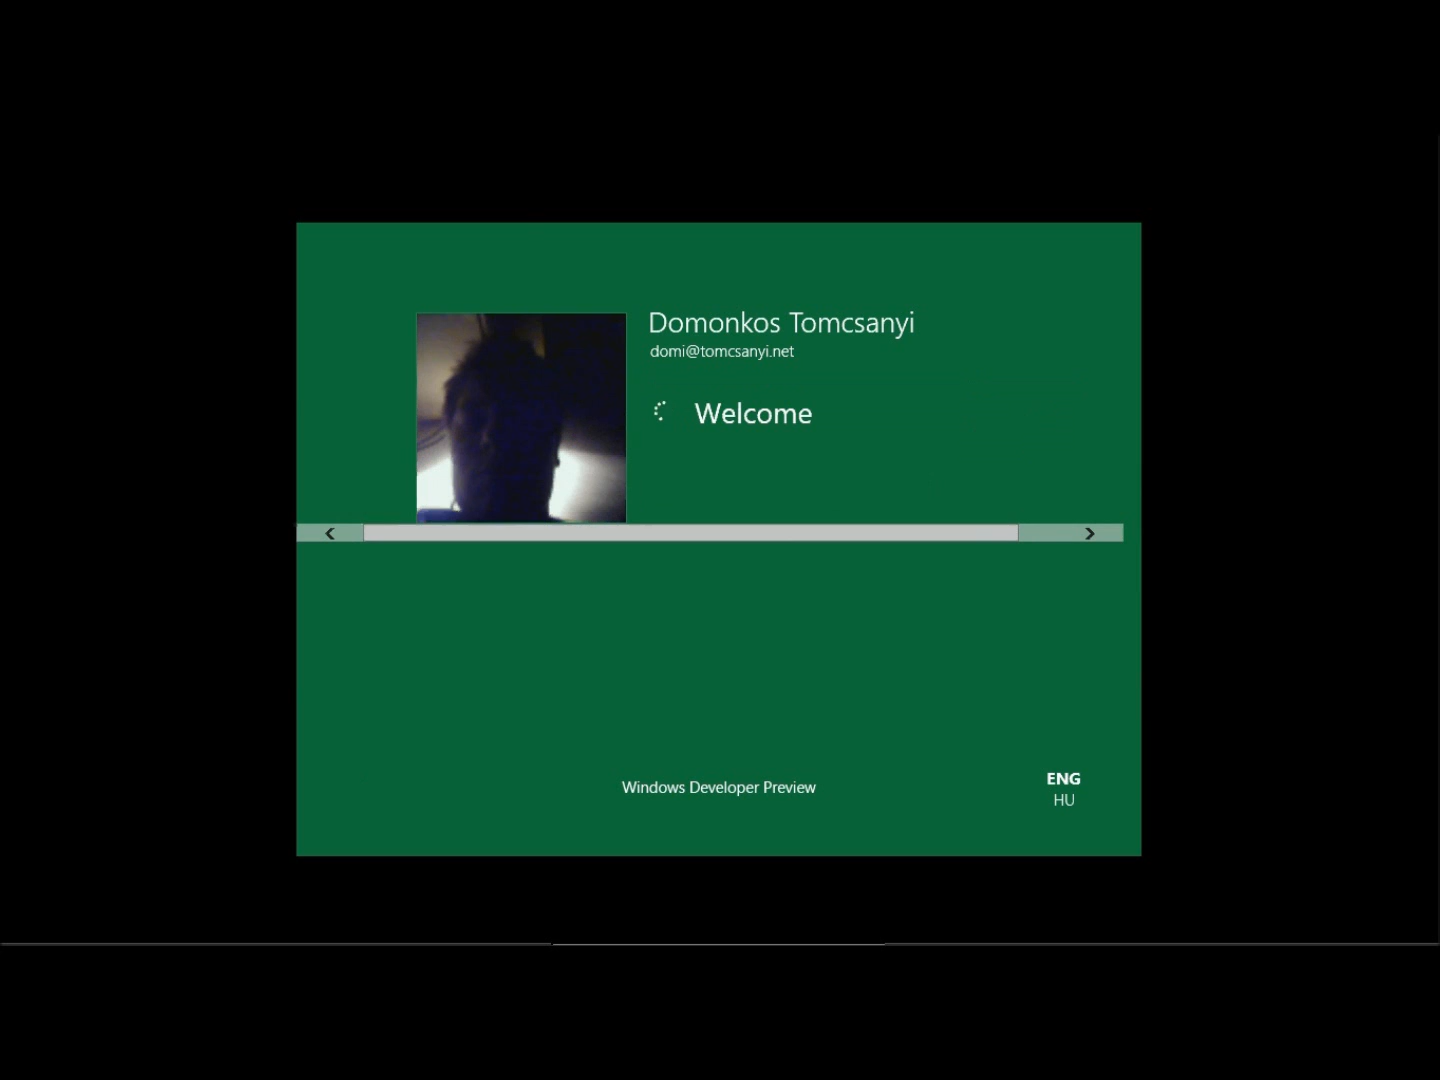 Domonkos Tomcsanyi
domi@tomcsanyi.net
Welcome
Windows Developer Preview
ENG
HU